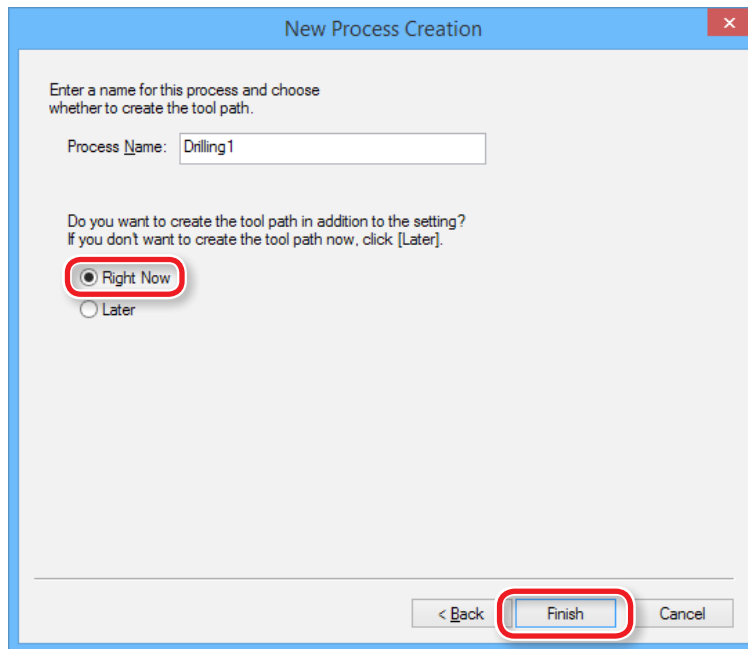 New Process Creation
Enter a name for this process and choose
whether to create the tool path.
Process Name: Drilling1
Do you want to create the tool path in addition to the setting?
If you don't want to create the tool path now, click [Later].
Right Now
Later
< Back Finish Cancel